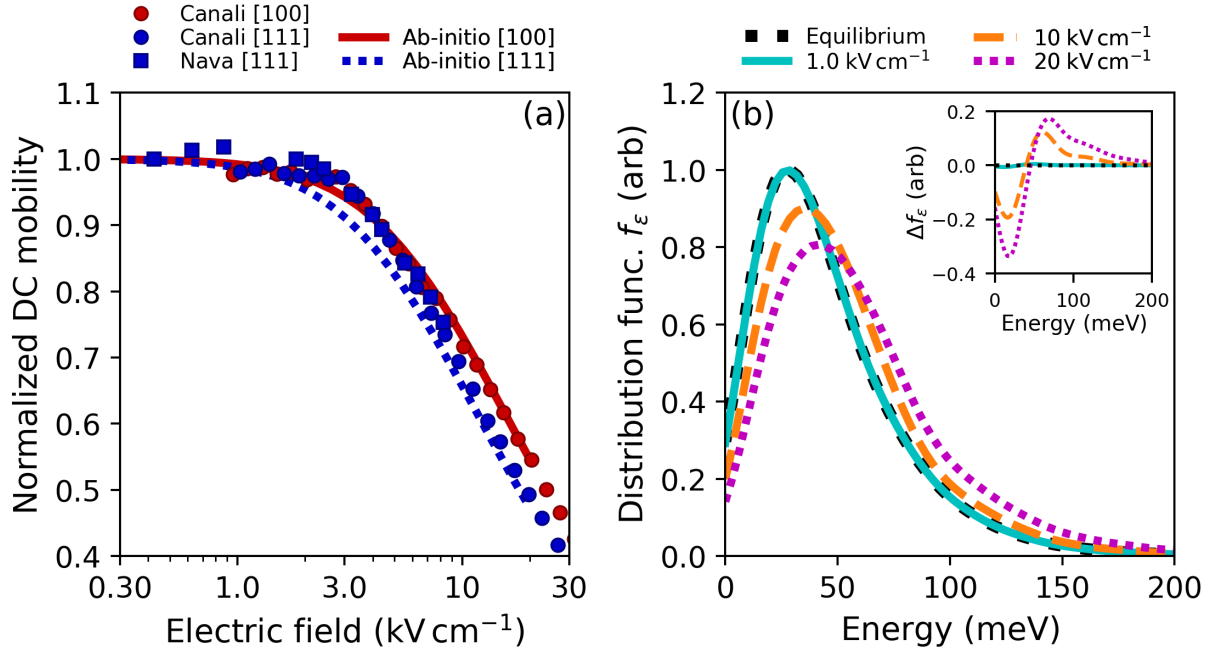 Canali [100]
Canali [111]
Nava [111]
Ab-initio [100]
Ab-initio [111]
Equilibrium
1.0 kV cm⁻¹
10 kV cm⁻¹
20 kV cm⁻¹
(a)
Normalized DC mobility
1.1
1.0
0.9
0.8
0.7
0.6
0.5
0.4
0.30 1.0 3.0 10.0 30
Electric field (kV cm⁻¹)
(b)
Distribution func. f_ε (arb)
1.2
1.0
0.8
0.6
0.4
0.2
0.0
0 50 100 150 200
Energy (meV)
Δf_ε (arb)
0.2
0.0
−0.2
−0.4
0 100 200
Energy (meV)